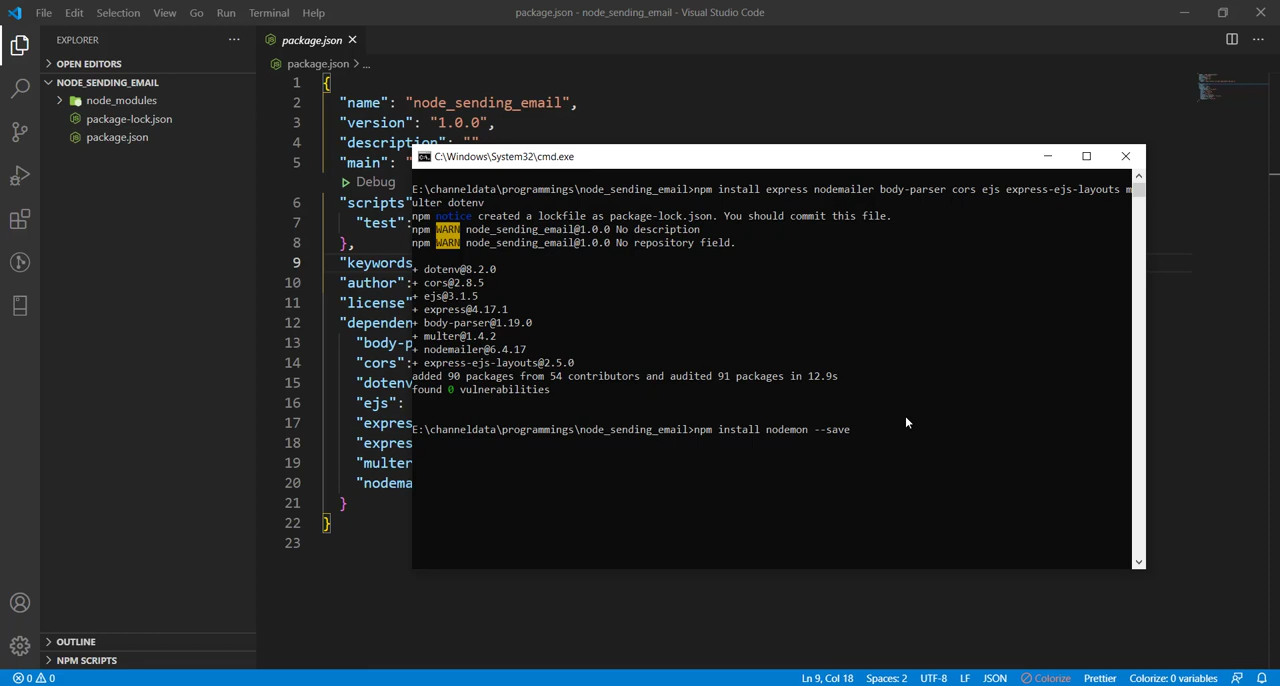 File Edit Selection View Go Run Terminal Help
package.json - node_sending_email - Visual Studio Code
EXPLORER
OPEN EDITORS
NODE_SENDING_EMAIL
node_modules
package-lock.json
package.json
OUTLINE
NPM SCRIPTS
package.json
package.json > ...
1 {
2 "name": "node_sending_email",
3 "version": "1.0.0",
4 "description": ""
5 "main": "
Debug
6 "scripts"
7 "test":
8 },
9 "keywords
10 "author":
11 "license"
12 "dependen
13 "body-p
14 "cors":
15 "dotenv
16 "ejs":
17 "expres
18 "expres
19 "multer
20 "nodema
21 }
22 }
23
C:\Windows\System32\cmd.exe
E:\channeldata\programmings\node_sending_email>npm install express nodemailer body-parser cors ejs express-ejs-layouts m
ulter dotenv
npm notice created a lockfile as package-lock.json. You should commit this file.
npm WARN node_sending_email@1.0.0 No description
npm WARN node_sending_email@1.0.0 No repository field.
+ dotenv@8.2.0
+ cors@2.8.5
+ ejs@3.1.5
+ express@4.17.1
+ body-parser@1.19.0
+ multer@1.4.2
+ nodemailer@6.4.17
+ express-ejs-layouts@2.5.0
added 90 packages from 54 contributors and audited 91 packages in 12.9s
found 0 vulnerabilities
E:\channeldata\programmings\node_sending_email>npm install nodemon --save
0 0 Ln 9, Col 18 Spaces: 2 UTF-8 LF JSON Colorize Prettier Colorize: 0 variables